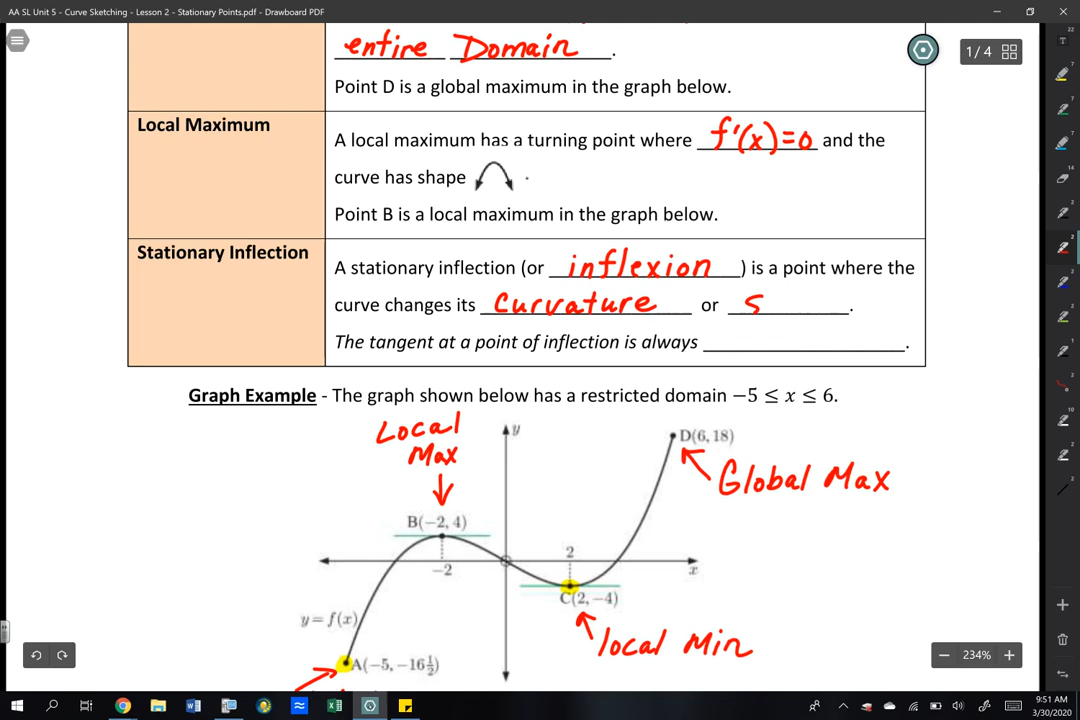 AA SL Unit 5 - Curve Sketching - Lesson 2 - Stationary Points.pdf - Drawboard PDF
entire Domain.
1/4
Point D is a global maximum in the graph below.
Local Maximum
A local maximum has a turning point where f'(x)=0 and the
curve has shape .
Point B is a local maximum in the graph below.
Stationary Inflection
A stationary inflection (or inflexion) is a point where the
curve changes its Curvature or S.
The tangent at a point of inflection is always ____________.
Graph Example - The graph shown below has a restricted domain −5 ≤ x ≤ 6.
Local
Max
y
D(6, 18)
Global Max
B(−2, 4)
2
−2
x
C(2, −4)
y = f(x)
local Min
A(−5, −16½)
234%
9:51 AM
3/30/2020